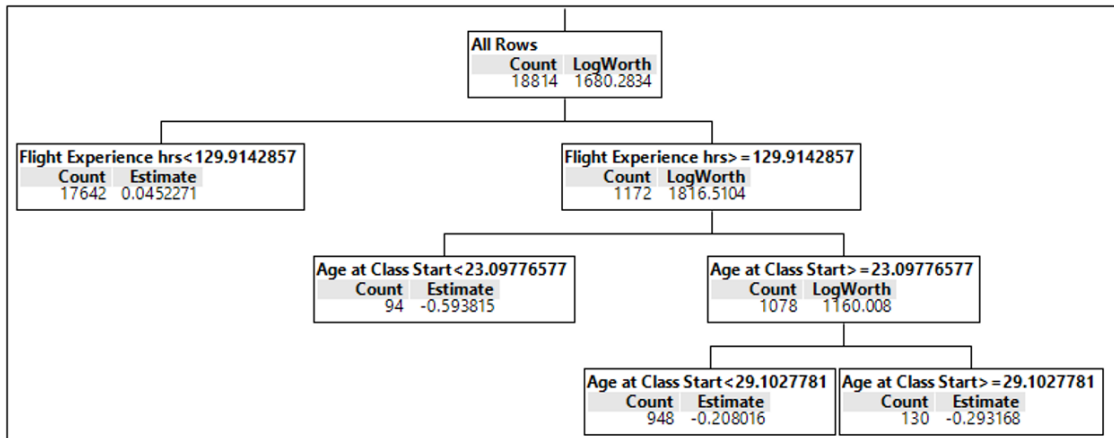 All Rows
Count LogWorth
18814 1680.2834
Flight Experience hrs<129.9142857
Count Estimate
17642 0.0452271
Flight Experience hrs>=129.9142857
Count LogWorth
1172 1816.5104
Age at Class Start<23.09776577
Count Estimate
94 -0.593815
Age at Class Start>=23.09776577
Count LogWorth
1078 1160.008
Age at Class Start<29.1027781
Count Estimate
948 -0.208016
Age at Class Start>=29.1027781
Count Estimate
130 -0.293168